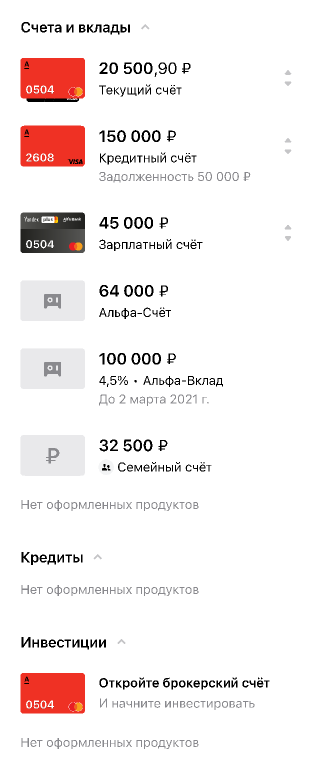 Счета и вклады
20 500,90 ₽
0504
Текущий счёт
150 000 ₽
2608
VISA
Кредитный счёт
Задолженность 50 000 ₽
45 000 ₽
Yandex plus
0504
Зарплатный счёт
64 000 ₽
Альфа-Счёт
100 000 ₽
4,5% • Альфа-Вклад
До 2 марта 2021 г.
32 500 ₽
₽
Семейный счёт
Нет оформленных продуктов
Кредиты
Нет оформленных продуктов
Инвестиции
Откройте брокерский счёт
0504
И начните инвестировать
Нет оформленных продуктов